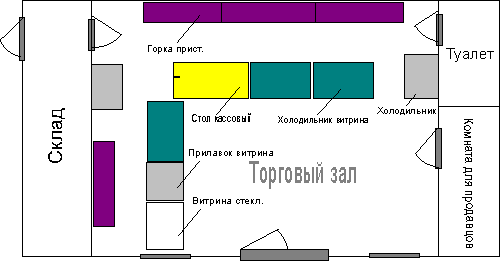 Горка прист.
Туалет
Склад
Стол кассовый
Холодильник витрина
Холодильник
Прилавок витрина
Торговый зал
Витрина стекл.
Комната для продавцов